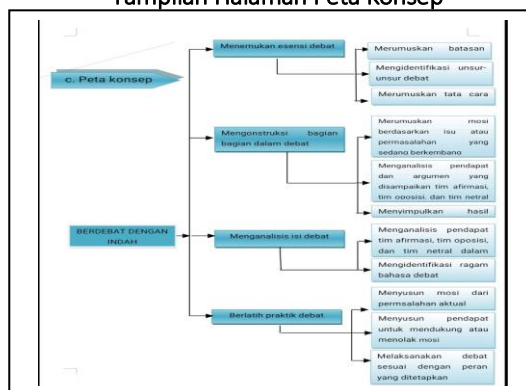 Tampilan Halaman Peta Konsep
c. Peta konsep
BERDEBAT DENGAN
INDAH
Menemukan esensi debat
Merumuskan batasan
Mengidentifikasi unsur-
unsur debat
Merumuskan tata cara
Mengonstruksi bagian
bagian dalam debat
Merumuskan mosi
berdasarkan isu atau
permasalahan yang
sedang berkembang
Menganalisis pendapat
dan argumen yang
disampaikan tim afirmasi,
tim oposisi, dan tim netral
Menyimpulkan hasil
Menganalisis isi debat
Menganalisis pendapat
tim afirmasi, tim oposisi,
dan tim netral dalam
Mengidentifikasi ragam
bahasa debat
Berlatih praktik debat
Menyusun mosi dari
permsalahan aktual
Menyusun pendapat
untuk mendukung atau
menolak mosi
Melaksanakan debat
sesuai dengan peran
yang ditetapkan